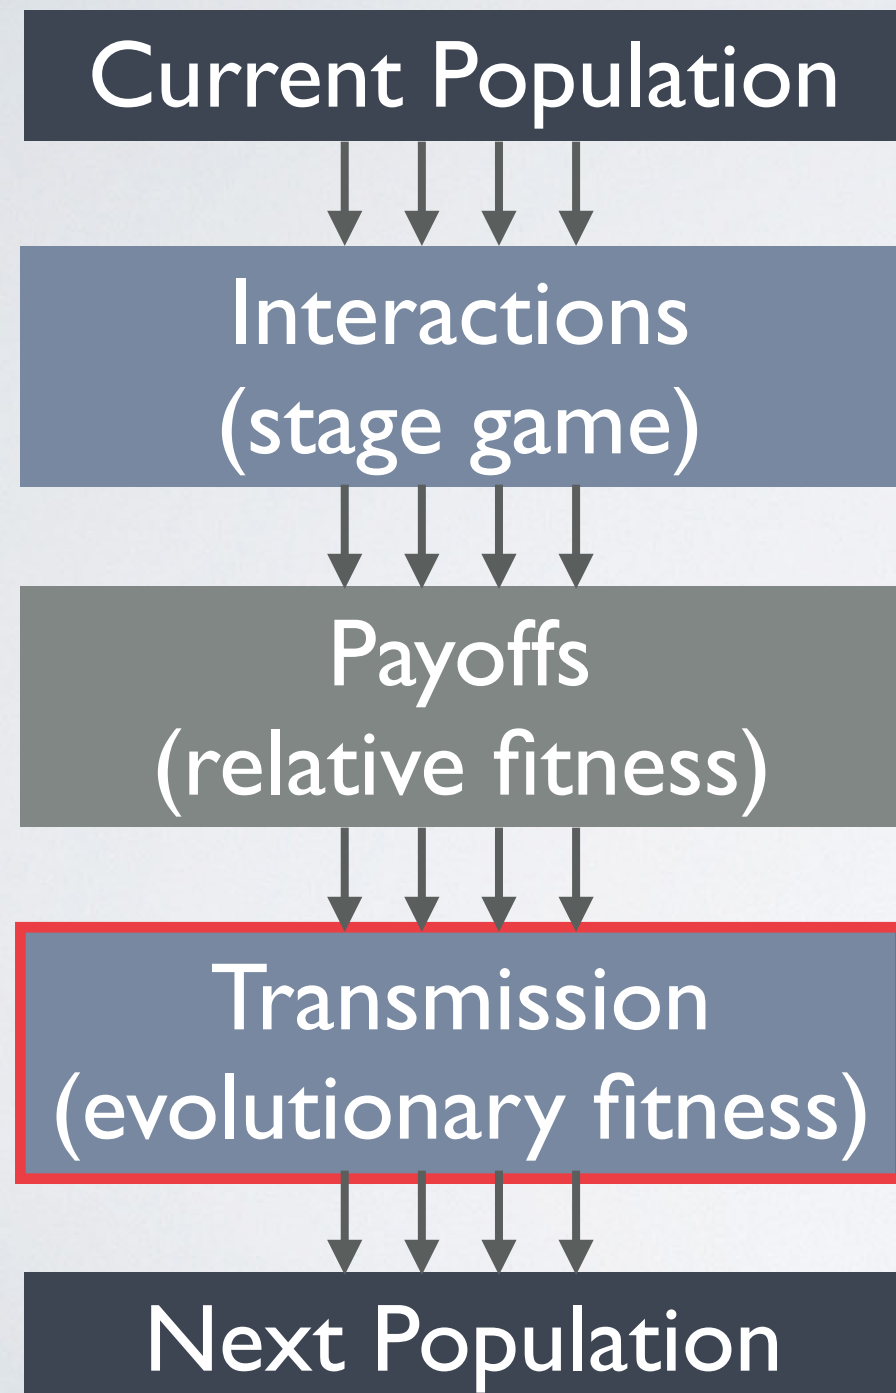 Current Population
Interactions
(stage game)
Payoffs
(relative fitness)
Transmission
(evolutionary fitness)
Next Population